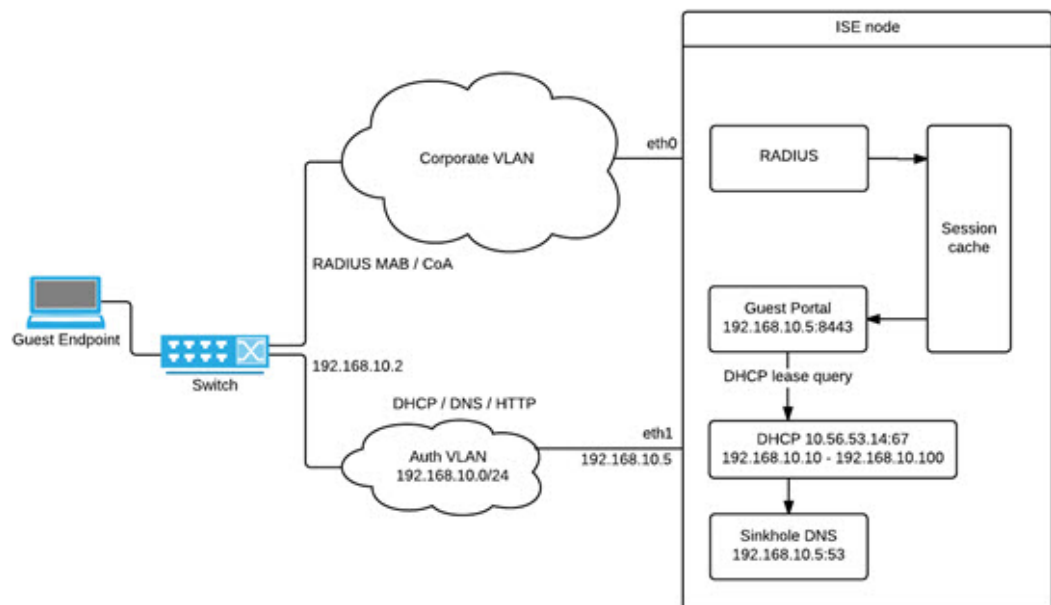 ISE node
Corporate VLAN
eth0
RADIUS
Session
cache
RADIUS MAB / CoA
Guest Endpoint
Switch
192.168.10.2
Guest Portal
192.168.10.5:8443
DHCP lease query
DHCP / DNS / HTTP
Auth VLAN
192.168.10.0/24
eth1
192.168.10.5
DHCP 10.56.53.14:67
192.168.10.10 - 192.168.10.100
Sinkhole DNS
192.168.10.5:53